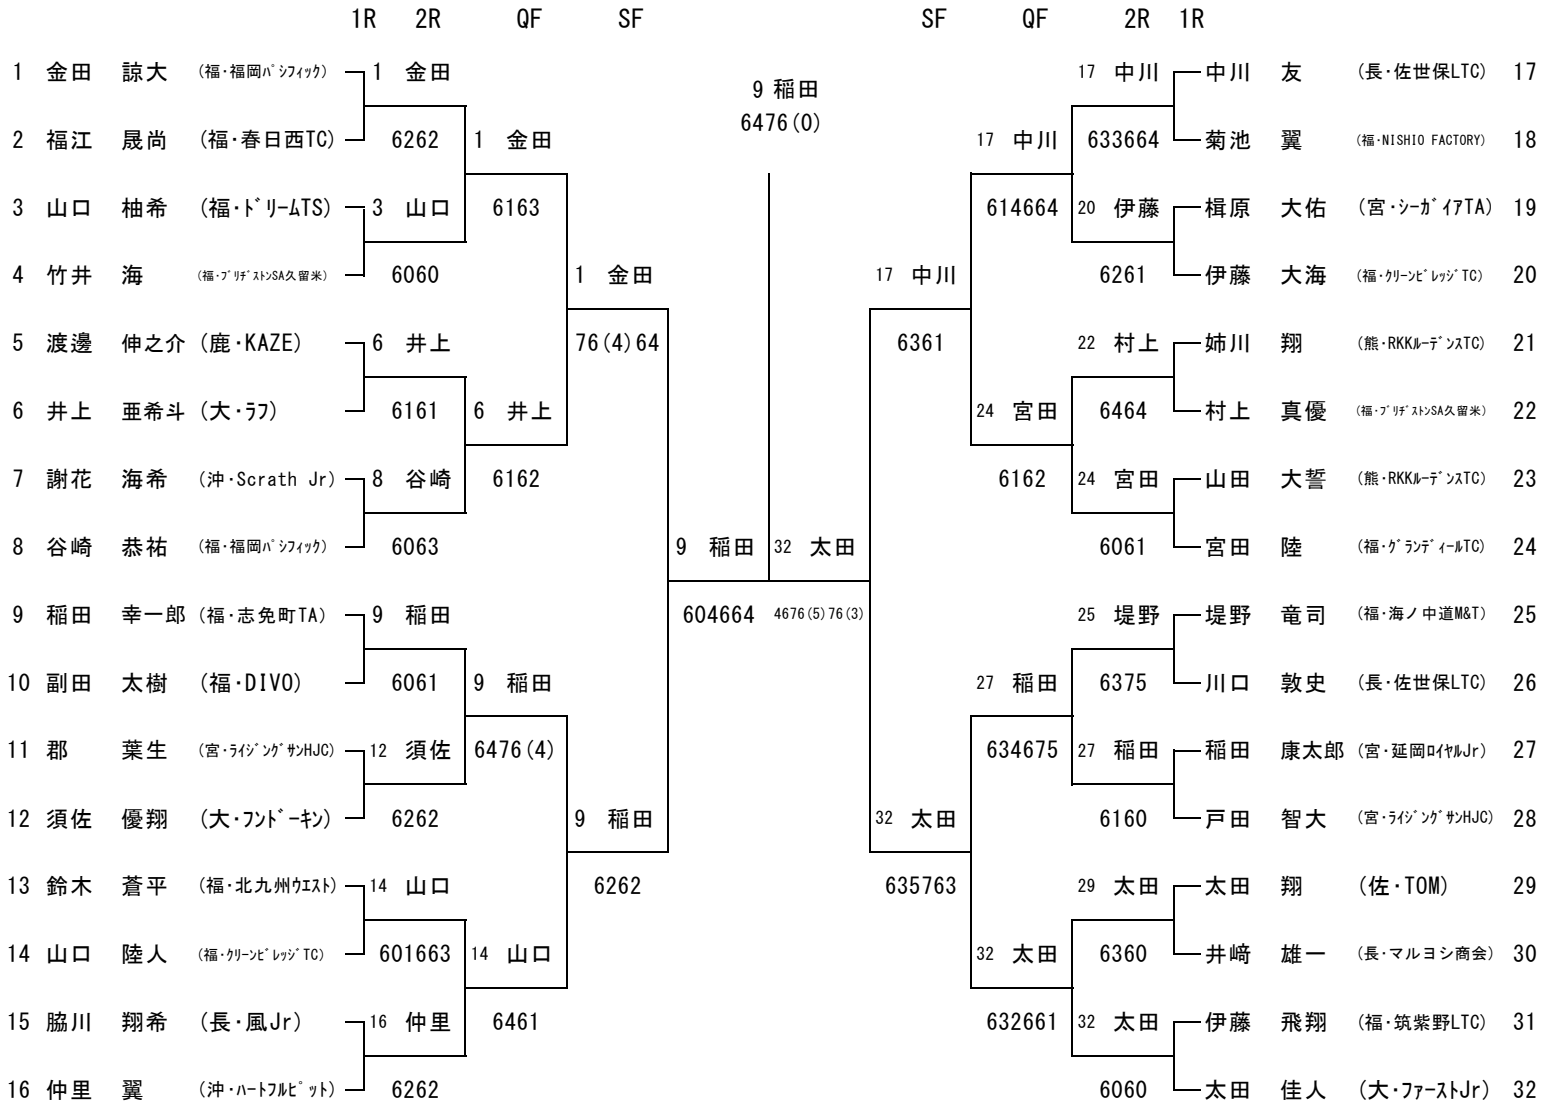 1R 2R QF SF SF QF 2R 1R
1 金田 諒大 (福・福岡ﾊﾟｼﾌｨｯｸ) 1 金田 17 中川 中川 友 (長・佐世保LTC) 17
9 稲田
6476(0)
2 福江 晟尚 (福・春日西TC) 6262 1 金田 17 中川 633664 菊池 翼 (福・NISHIO FACTORY) 18
3 山口 柚希 (福・ﾄﾞﾘｰﾑTS) 3 山口 6163 614664 20 伊藤 楫原 大佑 (宮・ｼｰｶﾞｲｱTA) 19
4 竹井 海 (福・ﾌﾞﾘﾁﾞｽﾄﾝSA久留米) 6060 1 金田 17 中川 6261 伊藤 大海 (福・ｸﾘｰﾝﾋﾞﾚｯｼﾞTC) 20
5 渡邊 伸之介 (鹿・KAZE) 6 井上 76(4)64 6361 22 村上 姉川 翔 (熊・RKKﾙｰﾃﾞﾝｽTC) 21
6 井上 亜希斗 (大・ﾗﾌ) 6161 6 井上 24 宮田 6464 村上 真優 (福・ﾌﾞﾘﾁﾞｽﾄﾝSA久留米) 22
7 謝花 海希 (沖・Scrath Jr) 8 谷崎 6162 6162 24 宮田 山田 大誓 (熊・RKKﾙｰﾃﾞﾝｽTC) 23
8 谷崎 恭祐 (福・福岡ﾊﾟｼﾌｨｯｸ) 6063 9 稲田 32 太田 6061 宮田 陸 (福・ｸﾞﾗﾝﾃﾞｨｰﾙTC) 24
9 稲田 幸一郎 (福・志免町TA) 9 稲田 604664 4676(5)76(3) 25 堤野 堤野 竜司 (福・海ノ中道M&T) 25
10 副田 太樹 (福・DIVO) 6061 9 稲田 27 稲田 6375 川口 敦史 (長・佐世保LTC) 26
11 郡 葉生 (宮・ﾗｲｼﾞﾝｸﾞｻﾝHJC) 12 須佐 6476(4) 634675 27 稲田 稲田 康太郎 (宮・延岡ﾛｲﾔﾙJr) 27
12 須佐 優翔 (大・ﾌﾝﾄﾞｰｷﾝ) 6262 9 稲田 32 太田 6160 戸田 智大 (宮・ﾗｲｼﾞﾝｸﾞｻﾝHJC) 28
13 鈴木 蒼平 (福・北九州ｳｴｽﾄ) 14 山口 6262 635763 29 太田 太田 翔 (佐・TOM) 29
14 山口 陸人 (福・ｸﾘｰﾝﾋﾞﾚｯｼﾞTC) 601663 14 山口 32 太田 6360 井﨑 雄一 (長・マルヨシ商会) 30
15 脇川 翔希 (長・風Jr) 16 仲里 6461 632661 32 太田 伊藤 飛翔 (福・筑紫野LTC) 31
16 仲里 翼 (沖・ﾊｰﾄﾌﾙﾋﾟｯﾄ) 6262 6060 太田 佳人 (大・ﾌｧｰｽﾄJr) 32